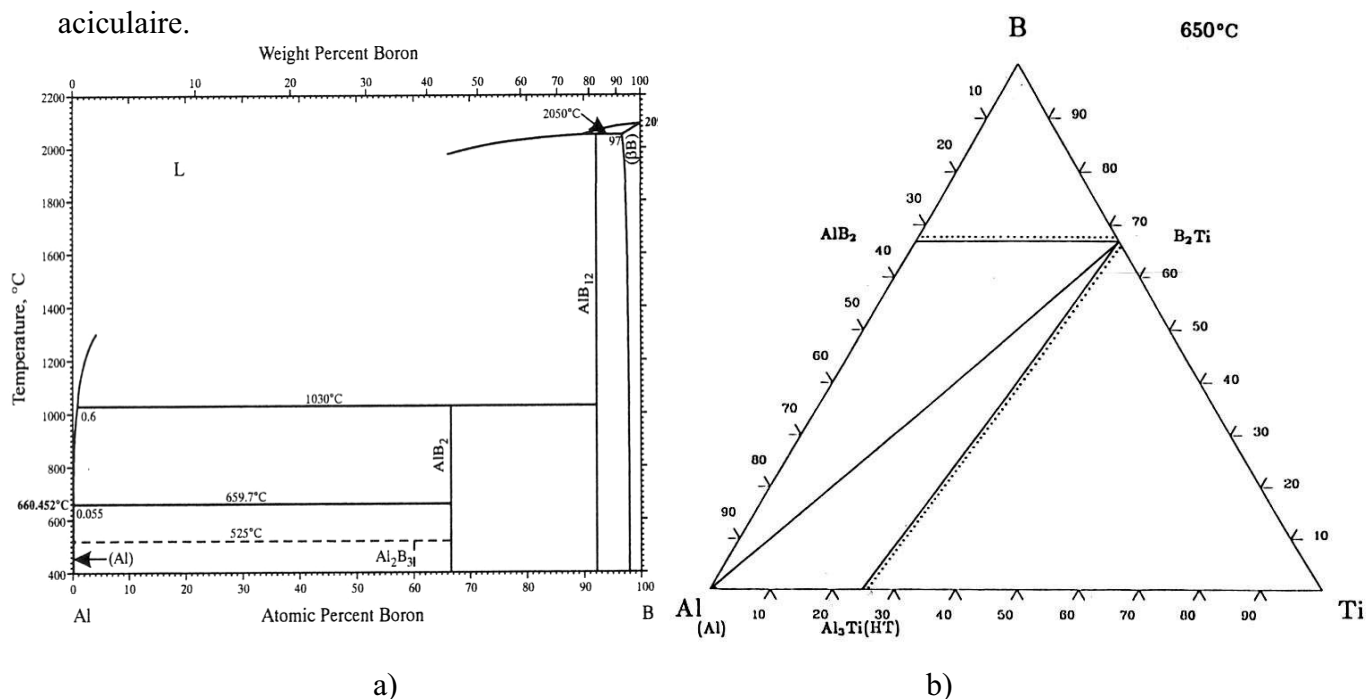 aciculaire.
Weight Percent Boron
0 10 20 30 40 50 60 70 80 90 100
2200
2000
1800
1600
1400
1200
1000
800
660.452°C
600
400
Temperature, °C
L
2050°C
97
(βB)
AlB12
1030°C
0.6
AlB2
659.7°C
0.055
525°C
(Al)
Al2B3
0 10 20 30 40 50 60 70 80 90 100
Al Atomic Percent Boron B
a)
B
650°C
10 90
20 80
30 70
AlB2 B2Ti
40 60
50 50
60 40
70 30
80 20
90 10
Al Ti
(Al) Al3Ti(HT)
10 20 30 40 50 60 70 80 90
b)